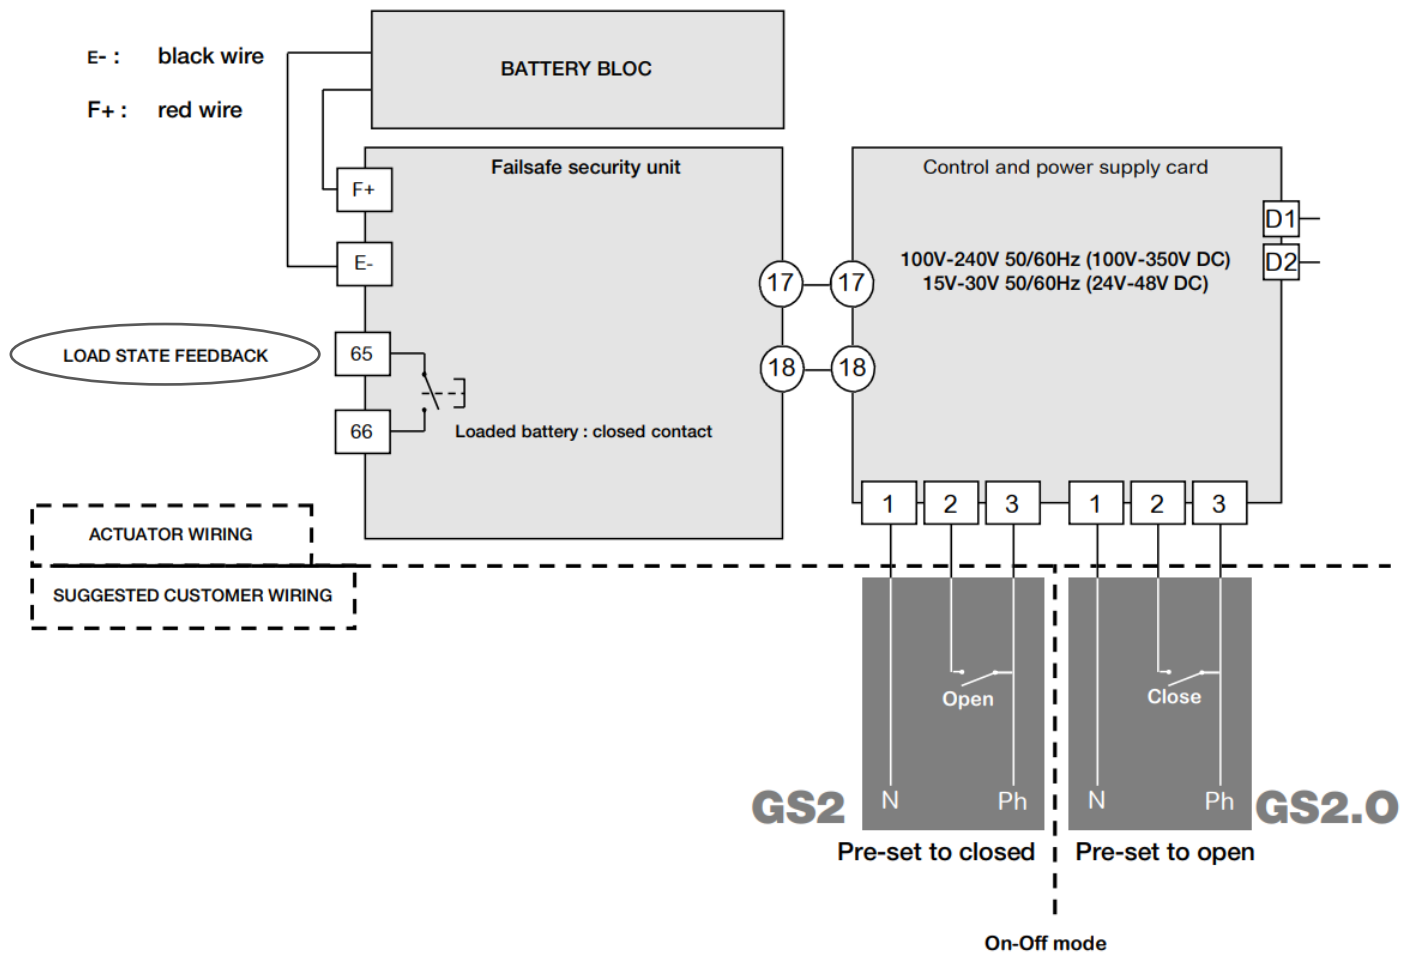 E- : black wire
F+ : red wire
BATTERY BLOC
Failsafe security unit
F+
E-
LOAD STATE FEEDBACK
65
66
Loaded battery : closed contact
17
18
Control and power supply card
100V-240V 50/60Hz (100V-350V DC)
15V-30V 50/60Hz (24V-48V DC)
17
18
D1
D2
1 2 3 1 2 3
ACTUATOR WIRING
SUGGESTED CUSTOMER WIRING
Open
Close
GS2 N Ph N Ph GS2.O
Pre-set to closed Pre-set to open
On-Off mode